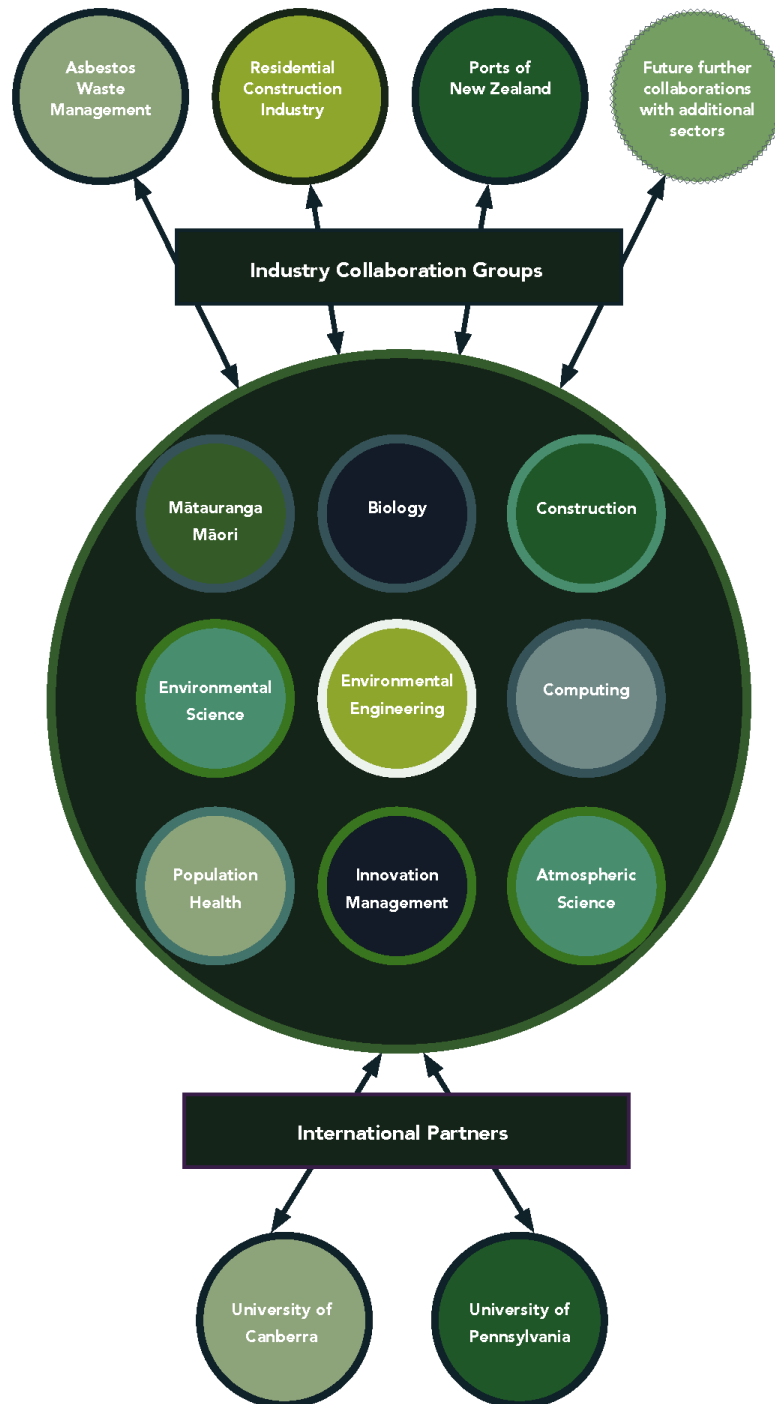 Asbestos
Waste
Management
Residential
Construction
Industry
Ports of
New Zealand
Future further
collaborations
with additional
sectors
Industry Collaboration Groups
Mātauranga
Māori
Biology
Construction
Environmental
Science
Environmental
Engineering
Computing
Population
Health
Innovation
Management
Atmospheric
Science
International Partners
University of
Canberra
University of
Pennsylvania